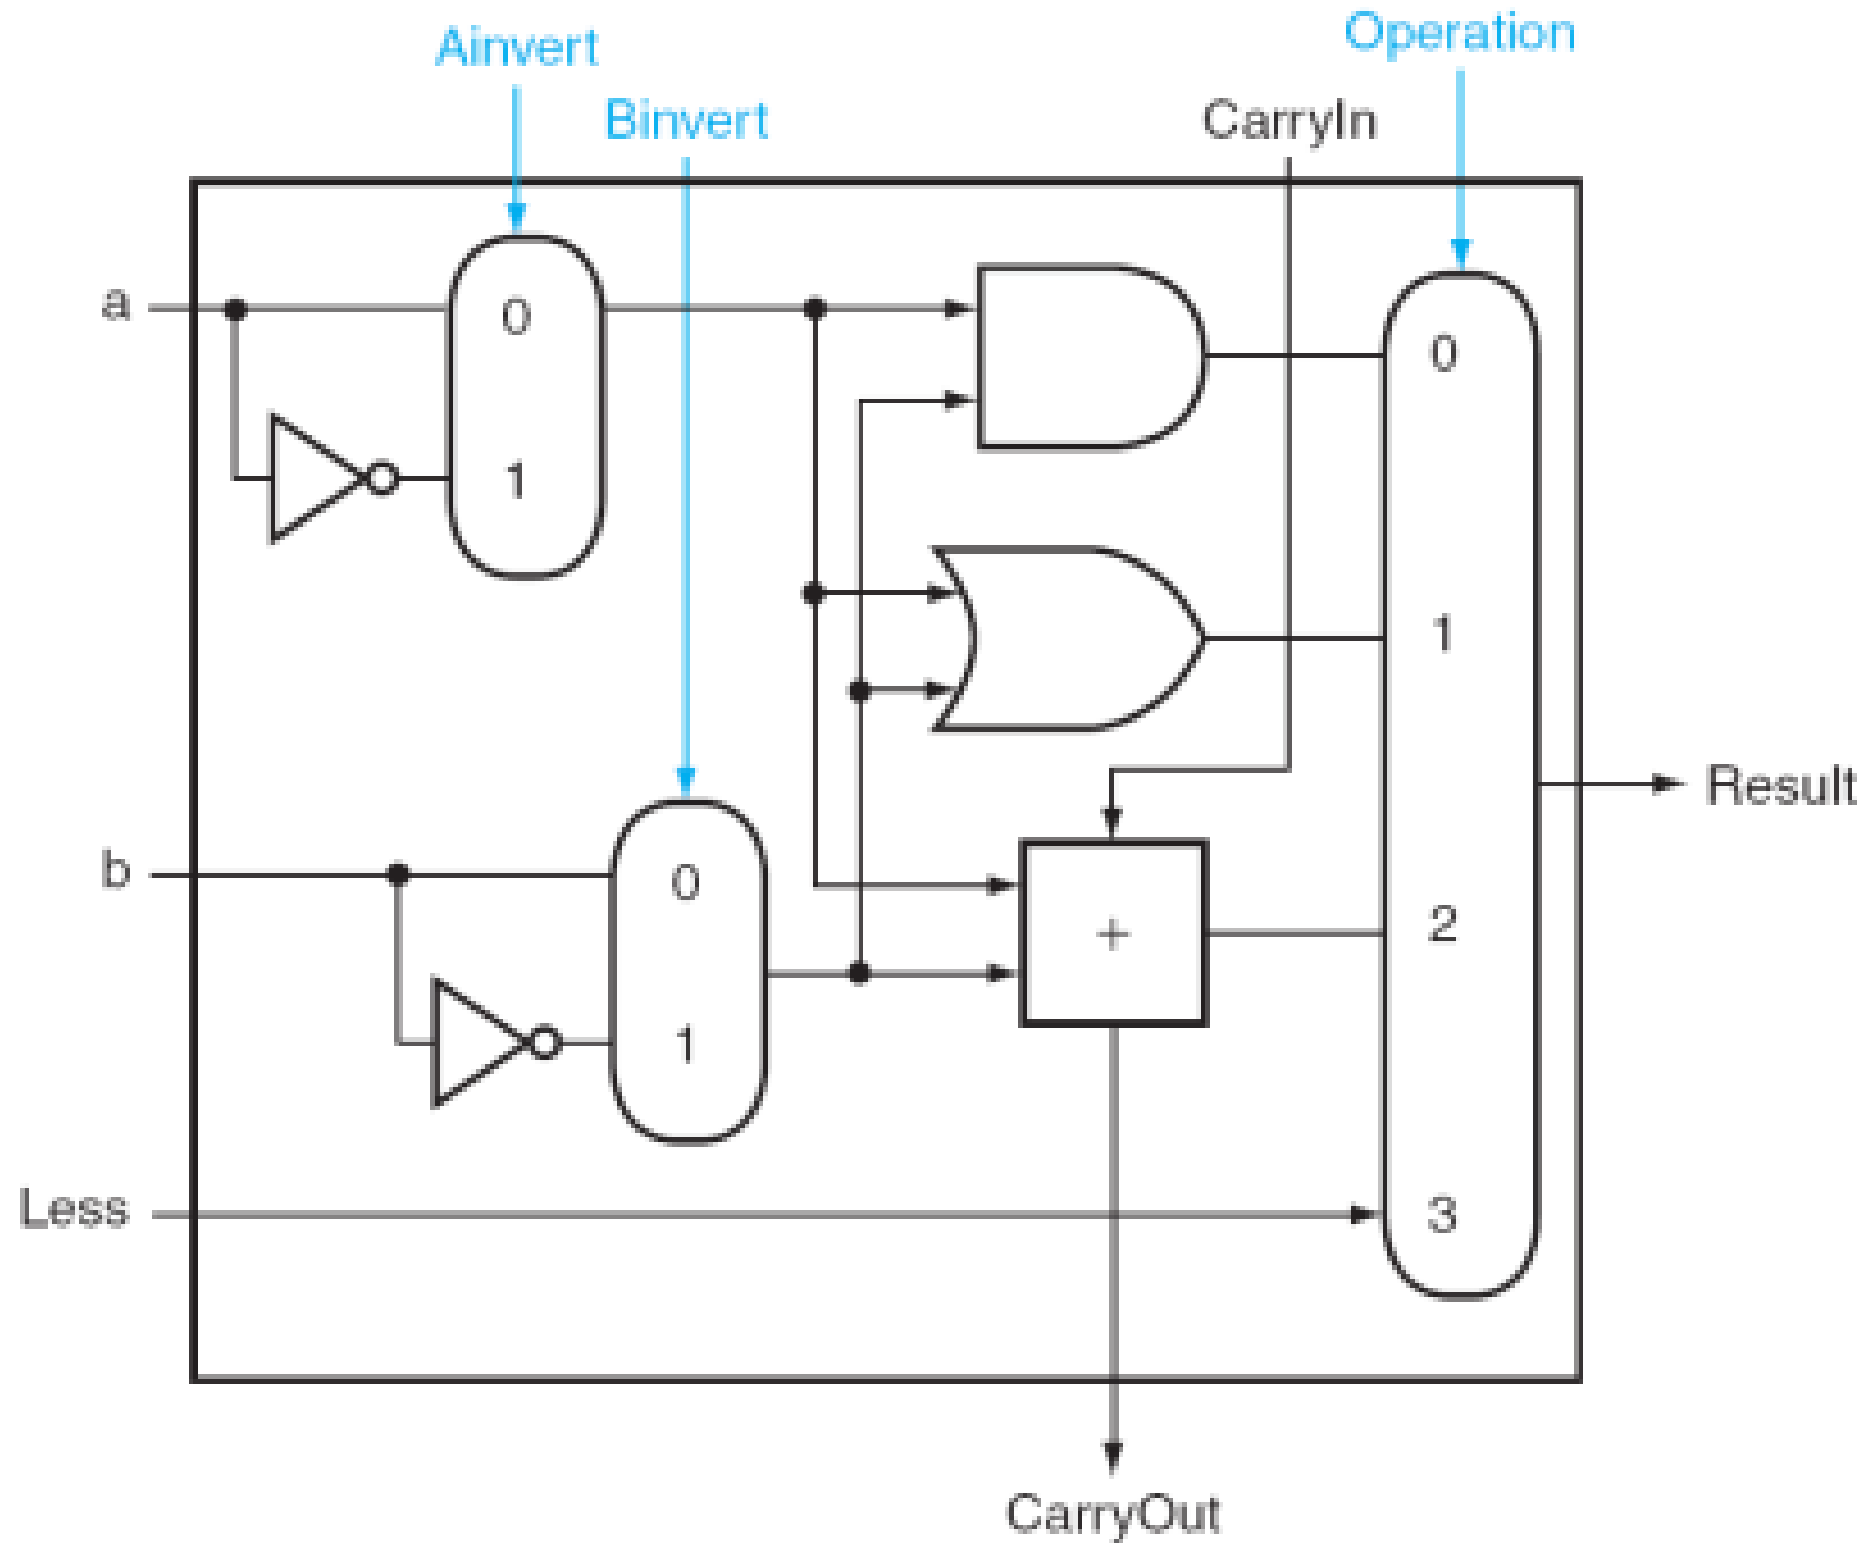 Operation
Ainvert
Binvert
CarryIn
a
0
0
1
1
Result
b
0
+
2
1
Less
3
CarryOut